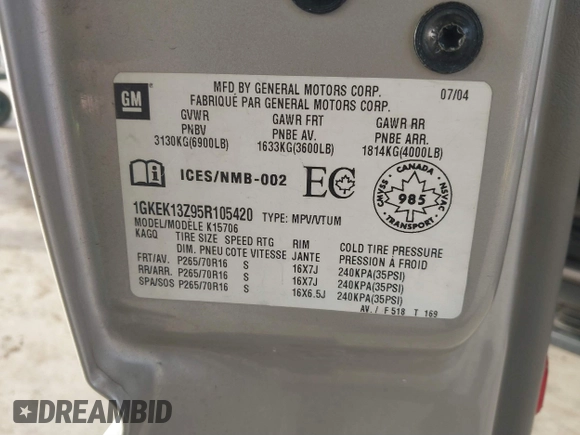 GM
MFD BY GENERAL MOTORS CORP. 07/04
FABRIQUÉ PAR GENERAL MOTORS CORP.
GVWR GAWR FRT GAWR RR
PNBV PNBE AV. PNBE ARR.
3130KG(6900LB) 1633KG(3600LB) 1814KG(4000LB)
ICES/NMB-002 EC
CANADA
CMVSS NSVAC
985
TRANSPORT
1GKEK13Z95R105420 TYPE: MPV/VTUM
MODEL/MODÈLE K15706
KAGQ TIRE SIZE SPEED RTG RIM COLD TIRE PRESSURE
DIM. PNEU COTE VITESSE JANTE PRESSION À FROID
FRT/AV. P265/70R16 S 16X7J 240KPA(35PSI)
RR/ARR. P265/70R16 S 16X7J 240KPA(35PSI)
SPA/SOS P265/70R16 S 16X6.5J 240KPA(35PSI)
AV./ F518 T 169
DREAMBID